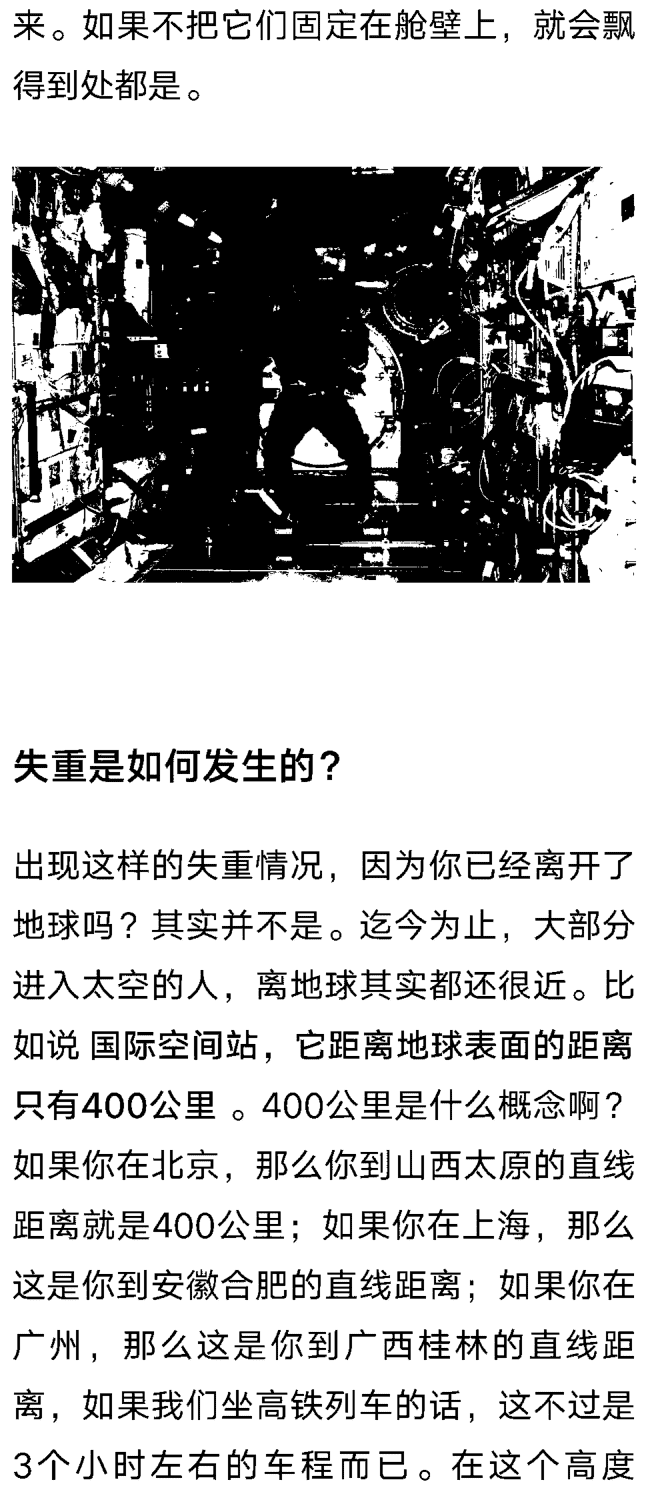 来。如果不把它们固定在舱壁上，就会飘
得到处都是。
失重是如何发生的？
出现这样的失重情况，因为你已经离开了
地球吗？其实并不是。迄今为止，大部分
进入太空的人，离地球其实都还很近。比
如说 国际空间站，它距离地球表面的距离
只有400公里 。400公里是什么概念啊？
如果你在北京，那么你到山西太原的直线
距离就是400公里；如果你在上海，那么
这是你到安徽合肥的直线距离；如果你在
广州，那么这是你到广西桂林的直线距
离，如果我们坐高铁列车的话，这不过是
3个小时左右的车程而已。在这个高度